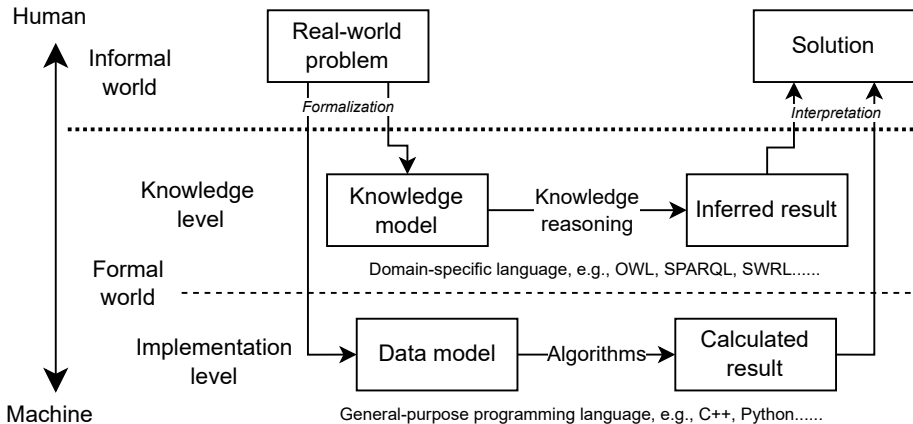 Human
Informal
world
Real-world
problem
Solution
Formalization
Interpretation
Knowledge
level
Knowledge
model
Knowledge
reasoning
Inferred result
Domain-specific language, e.g., OWL, SPARQL, SWRL......
Formal
world
Implementation
level
Data model
Algorithms
Calculated
result
Machine
General-purpose programming language, e.g., C++, Python......